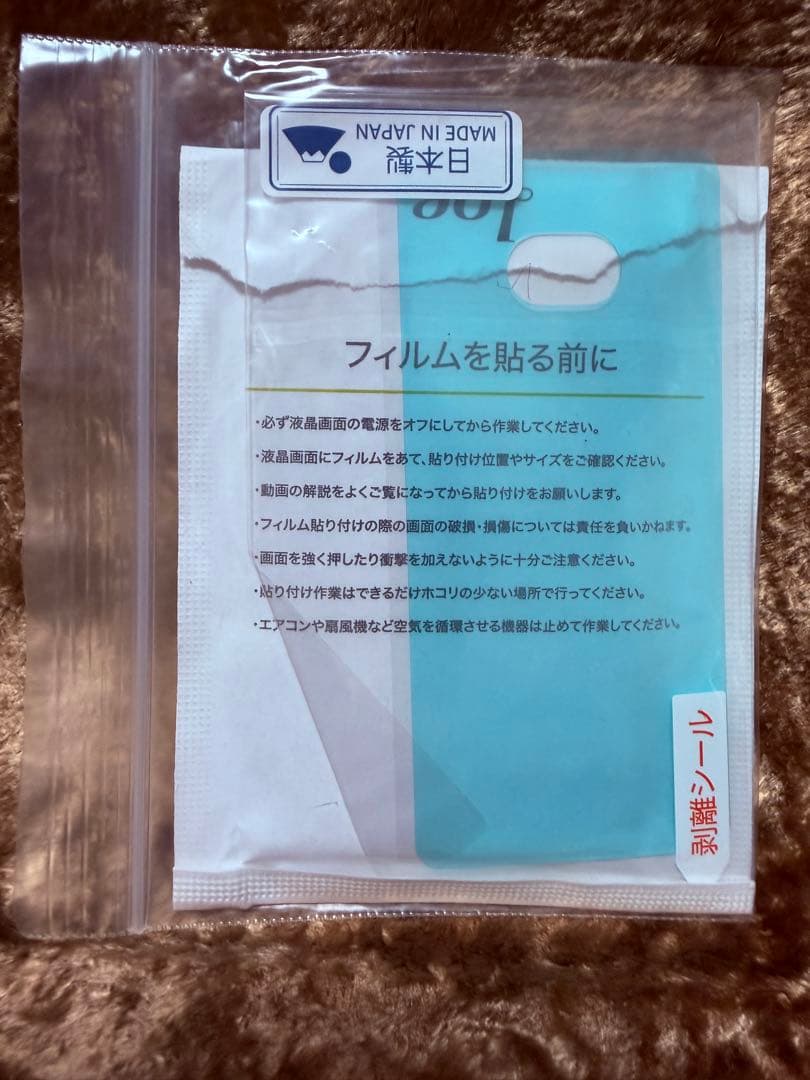 日本製
MADE IN JAPAN
フィルムを貼る前に
・必ず液晶画面の電源をオフにしてから作業してください。
・液晶画面にフィルムをあて、貼り付け位置やサイズをご確認ください。
・動画の解説をよくご覧になってから貼り付けをお願いします。
・フィルム貼り付けの際の画面の破損・損傷については責任を負いかねます。
・画面を強く押したり衝撃を加えないように十分ご注意ください。
・貼り付け作業はできるだけホコリの少ない場所で行ってください。
・エアコンや扇風機など空気を循環させる機器は止めて作業してください。
剥離シール